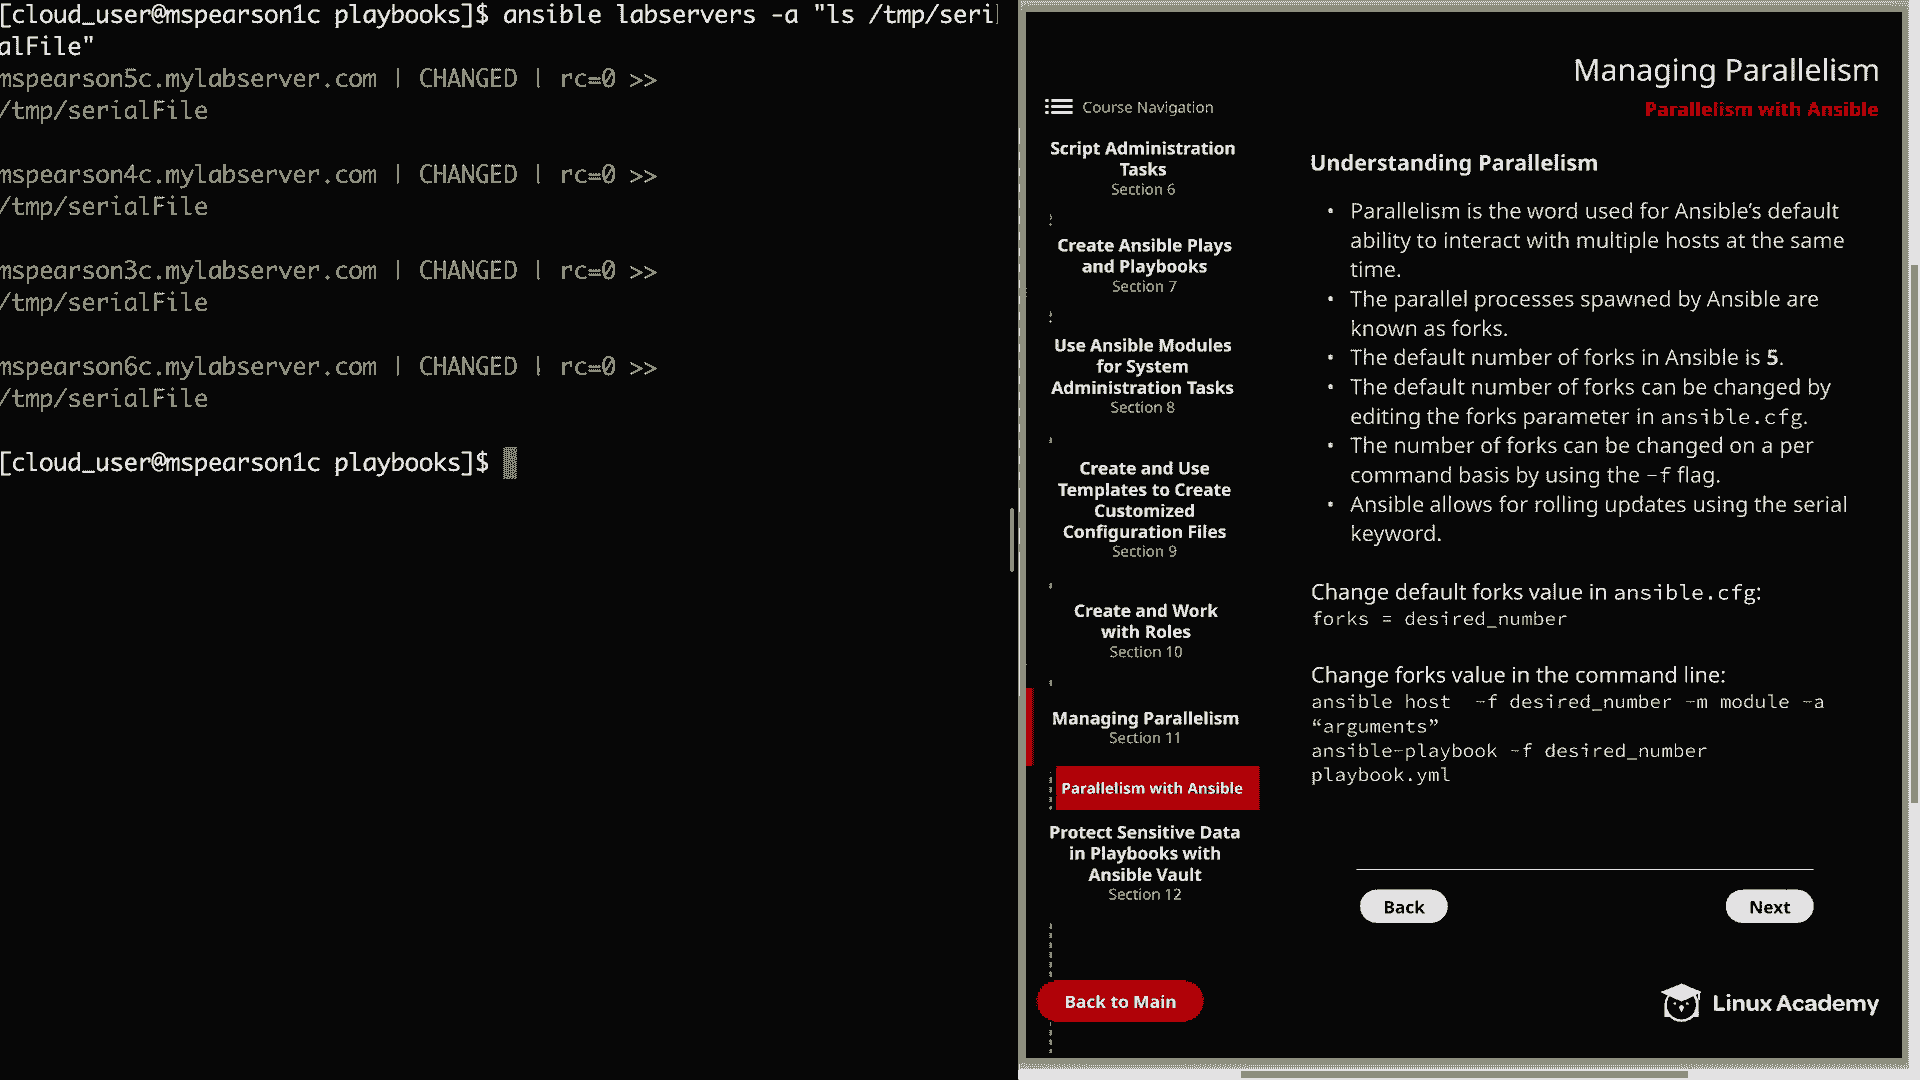 [cloud_user@mspearson1c playbooks]$ ansible labservers -a "ls /tmp/seri
alFile"
mspearson5c.mylabserver.com | CHANGED | rc=0 >>
/tmp/serialFile
mspearson4c.mylabserver.com | CHANGED | rc=0 >>
/tmp/serialFile
mspearson3c.mylabserver.com | CHANGED | rc=0 >>
/tmp/serialFile
mspearson6c.mylabserver.com | CHANGED | rc=0 >>
/tmp/serialFile
[cloud_user@mspearson1c playbooks]$
Managing Parallelism
Parallelism with Ansible
Course Navigation
Script Administration
Tasks
Section 6
Create Ansible Plays
and Playbooks
Section 7
Use Ansible Modules
for System
Administration Tasks
Section 8
Create and Use
Templates to Create
Customized
Configuration Files
Section 9
Create and Work
with Roles
Section 10
Managing Parallelism
Section 11
Parallelism with Ansible
Protect Sensitive Data
in Playbooks with
Ansible Vault
Section 12
Back to Main
Understanding Parallelism
• Parallelism is the word used for Ansible's default
ability to interact with multiple hosts at the same
time.
• The parallel processes spawned by Ansible are
known as forks.
• The default number of forks in Ansible is 5.
• The default number of forks can be changed by
editing the forks parameter in ansible.cfg.
• The number of forks can be changed on a per
command basis by using the -f flag.
• Ansible allows for rolling updates using the serial
keyword.
Change default forks value in ansible.cfg:
forks = desired_number
Change forks value in the command line:
ansible host -f desired_number -m module -a
“arguments”
ansible-playbook -f desired_number
playbook.yml
Back
Next
Linux Academy